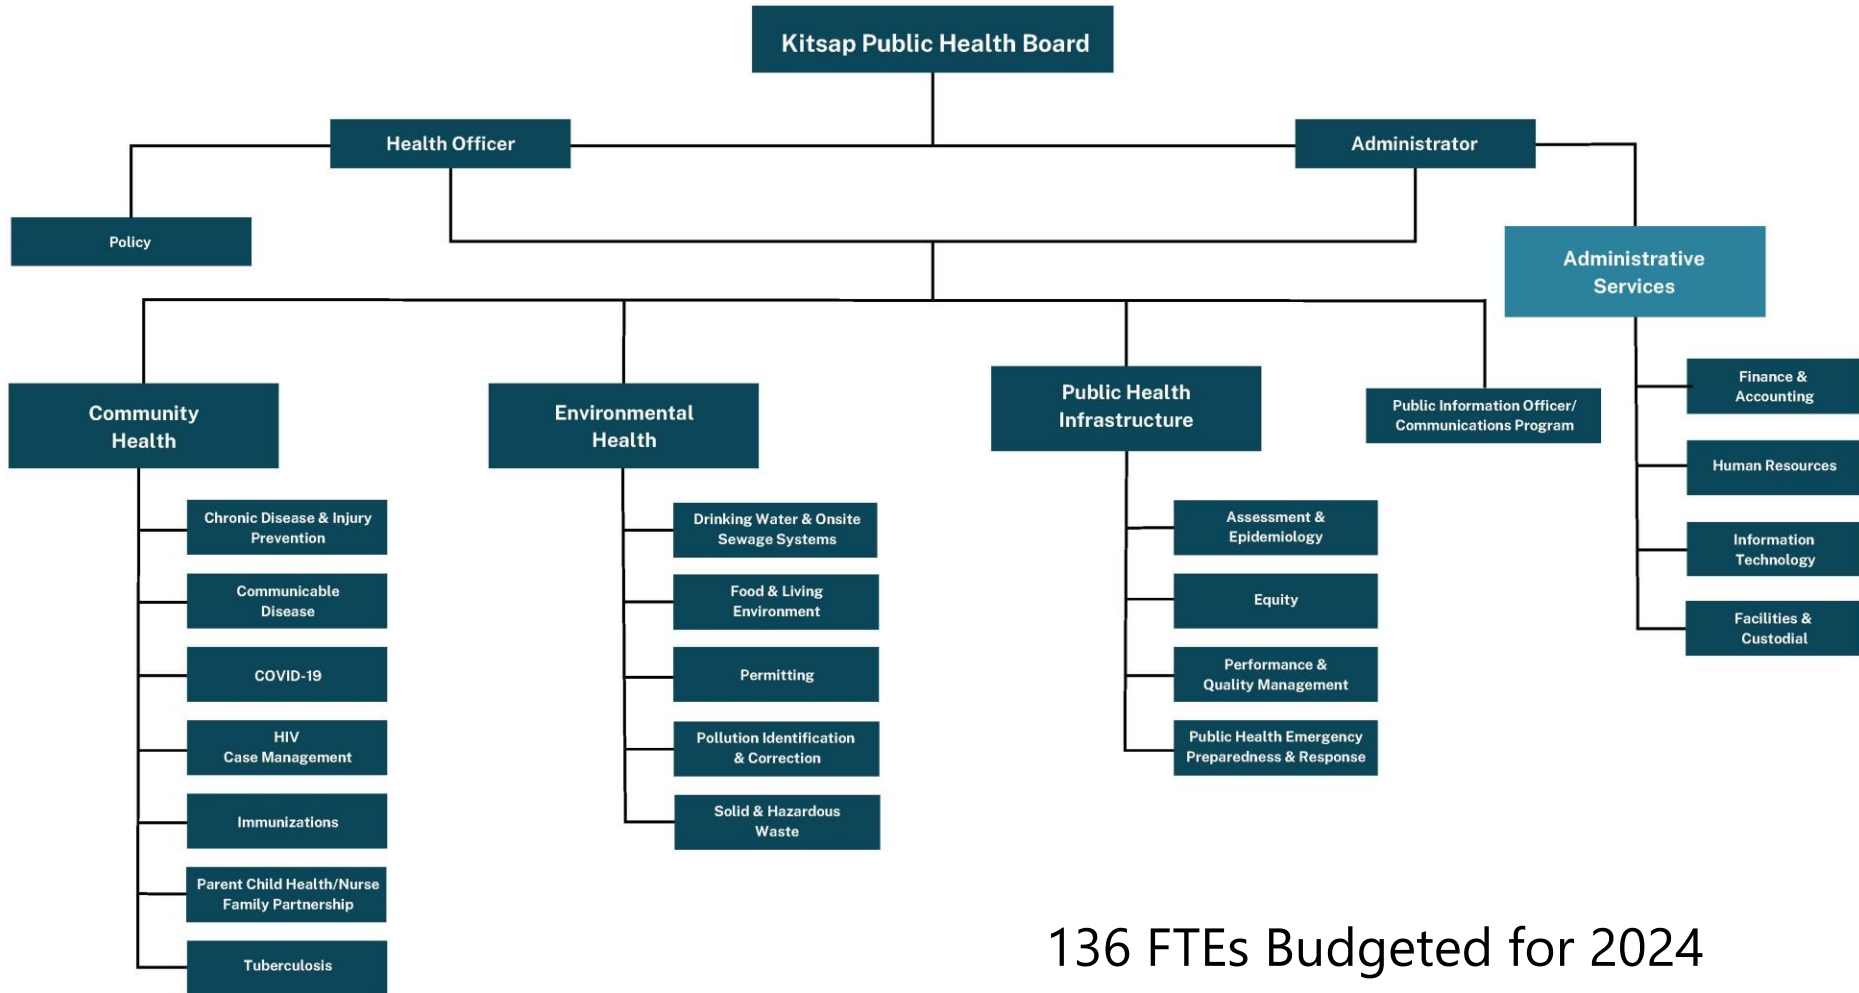 Kitsap Public Health Board
Health Officer
Administrator
Policy
Administrative
Services
Community
Health
Environmental
Health
Public Health
Infrastructure
Public Information Officer/
Communications Program
Finance &
Accounting
Human Resources
Information
Technology
Facilities &
Custodial
Chronic Disease & Injury
Prevention
Communicable
Disease
COVID-19
HIV
Case Management
Immunizations
Parent Child Health/Nurse
Family Partnership
Tuberculosis
Drinking Water & Onsite
Sewage Systems
Food & Living
Environment
Permitting
Pollution Identification
& Correction
Solid & Hazardous
Waste
Assessment &
Epidemiology
Equity
Performance &
Quality Management
Public Health Emergency
Preparedness & Response
136 FTEs Budgeted for 2024